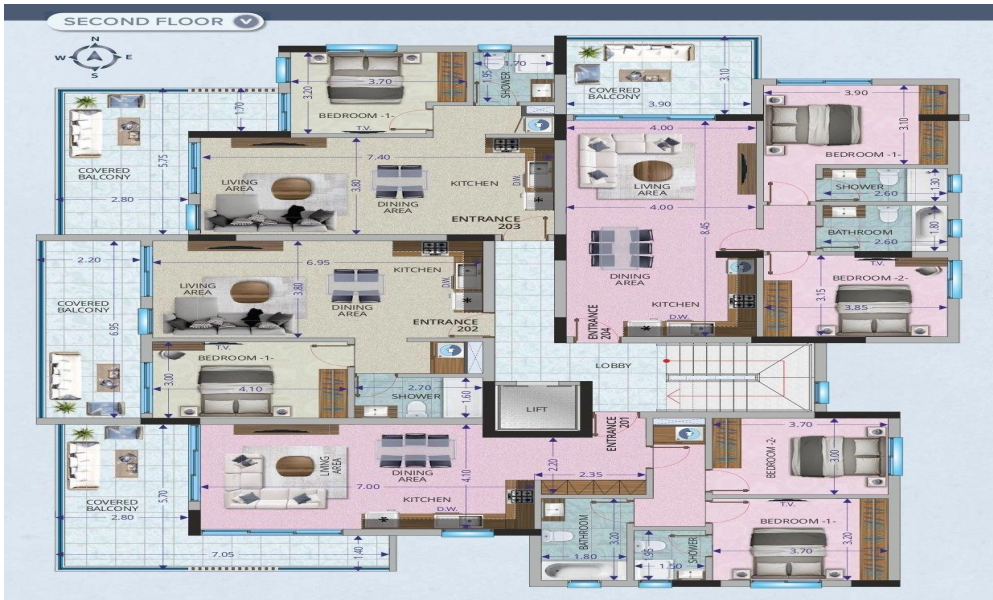 SECOND FLOOR
N
W E
S
3.70
3.20
BEDROOM -1-
T.V.
1.95
1.70
SHOWER
COVERED
BALCONY
3.90
3.10
1.70
COVERED
BALCONY
5.75
2.80
7.40
LIVING
AREA
3.80
DINING
AREA
KITCHEN
D.W.
ENTRANCE
203
4.00
LIVING
AREA
4.00
8.45
DINING
AREA
KITCHEN
D.W.
ENTRANCE
204
3.90
3.10
BEDROOM -1-
SHOWER
2.60
1.30
BATHROOM
2.60
1.80
T.V.
BEDROOM -2-
3.15
3.85
2.20
COVERED
BALCONY
6.95
6.95
LIVING
AREA
3.80
DINING
AREA
KITCHEN
D.W.
ENTRANCE
202
T.V.
BEDROOM -1-
3.00
4.10
2.70
SHOWER
1.60
LOBBY
LIFT
ENTRANCE
201
COVERED
BALCONY
5.70
2.80
LIVING
AREA
7.00
DINING
AREA
4.10
KITCHEN
D.W.
2.20
2.35
BATHROOM
3.20
1.80
1.95
SHOWER
1.50
3.70
BEDROOM -2-
3.00
T.V.
BEDROOM -1-
3.70
3.20
7.05
1.40